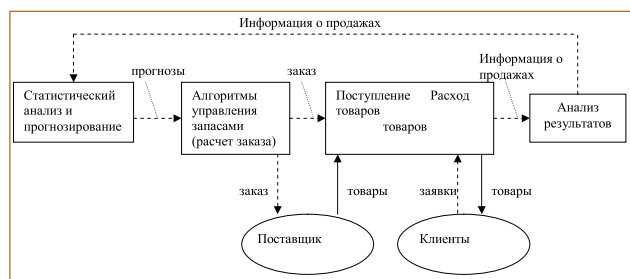 Информация о продажах
прогнозы
заказ
Информация о
продажах
Статистический
анализ и
прогнозирование
Алгоритмы
управления
запасами
(расчет заказа)
Поступление Расход
товаров
товаров
Анализ
результатов
заказ
товары
заявки
товары
Поставщик
Клиенты